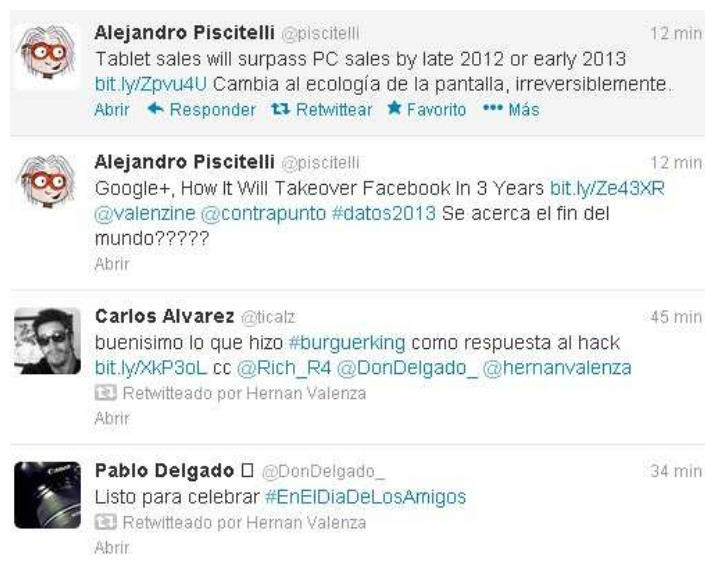 Alejandro Piscitelli @piscitelli 12 min
Tablet sales will surpass PC sales by late 2012 or early 2013
bit.ly/Zpvu4U Cambia al ecología de la pantalla, irreversiblemente.
Abrir Responder Retwittear Favorito Más
Alejandro Piscitelli @piscitelli 12 min
Google+, How It Will Takeover Facebook In 3 Years bit.ly/Ze43XR
@valenzine @contrapunto #datos2013 Se acerca el fin del
mundo?????
Abrir
Carlos Alvarez @ticalz 45 min
buenisimo lo que hizo #burguerking como respuesta al hack
bit.ly/XkP3oL cc @Rich_R4 @DonDelgado_ @hernanvalenza
Retwitteado por Hernan Valenza
Abrir
Pablo Delgado @DonDelgado_ 34 min
Listo para celebrar #EnElDiaDeLosAmigos
Retwitteado por Hernan Valenza
Abrir
Canon